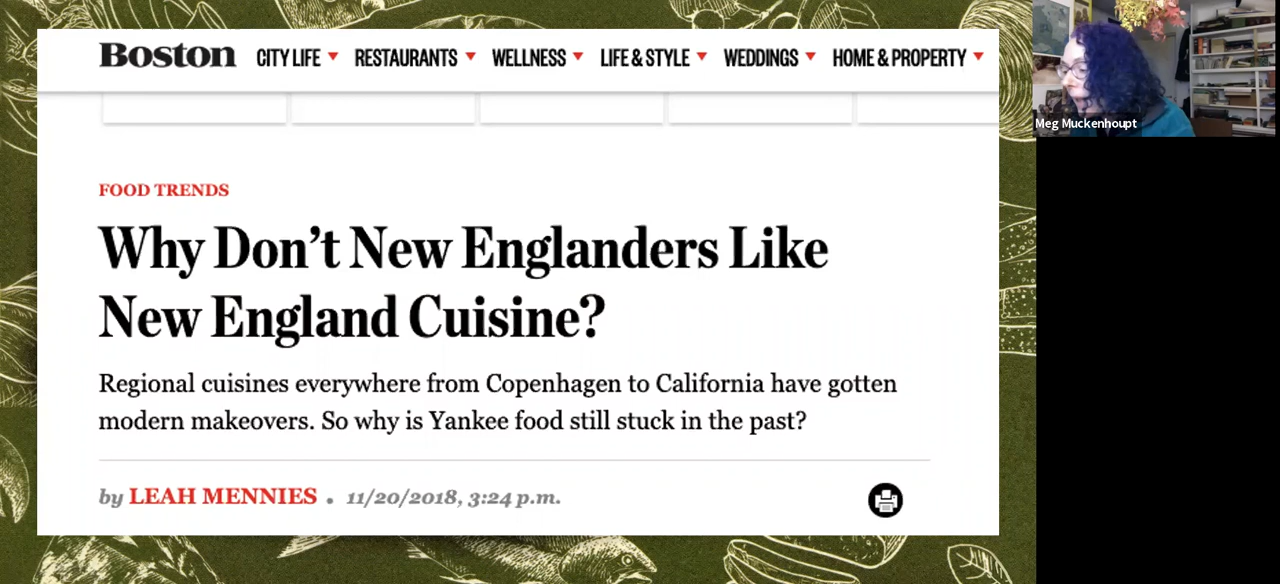 Boston CITY LIFE RESTAURANTS WELLNESS LIFE & STYLE WEDDINGS HOME & PROPERTY
Meg Muckenhoupt
FOOD TRENDS
Why Don't New Englanders Like
New England Cuisine?
Regional cuisines everywhere from Copenhagen to California have gotten
modern makeovers. So why is Yankee food still stuck in the past?
by LEAH MENNIES • 11/20/2018, 3:24 p.m.